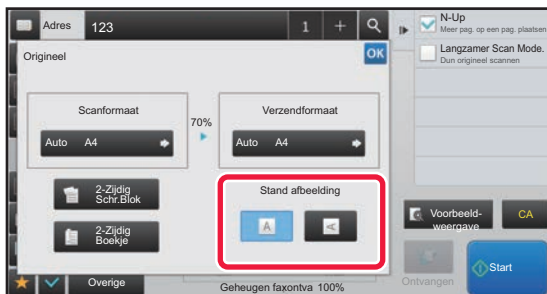 Adres 123 1 +
Origineel OK
Scanformaat
Auto A4
70%
Verzendformaat
Auto A4
2-Zijdig
Schr.Blok
2-Zijdig
Boekje
Stand afbeelding
A A
Overige
Geheugen faxontva 100%
N-Up
Meer pag. op een pag. plaatsen
Langzamer Scan Mode.
Dun origineel scannen
Voorbeeld-
weergave
CA
Ontvangen
Start